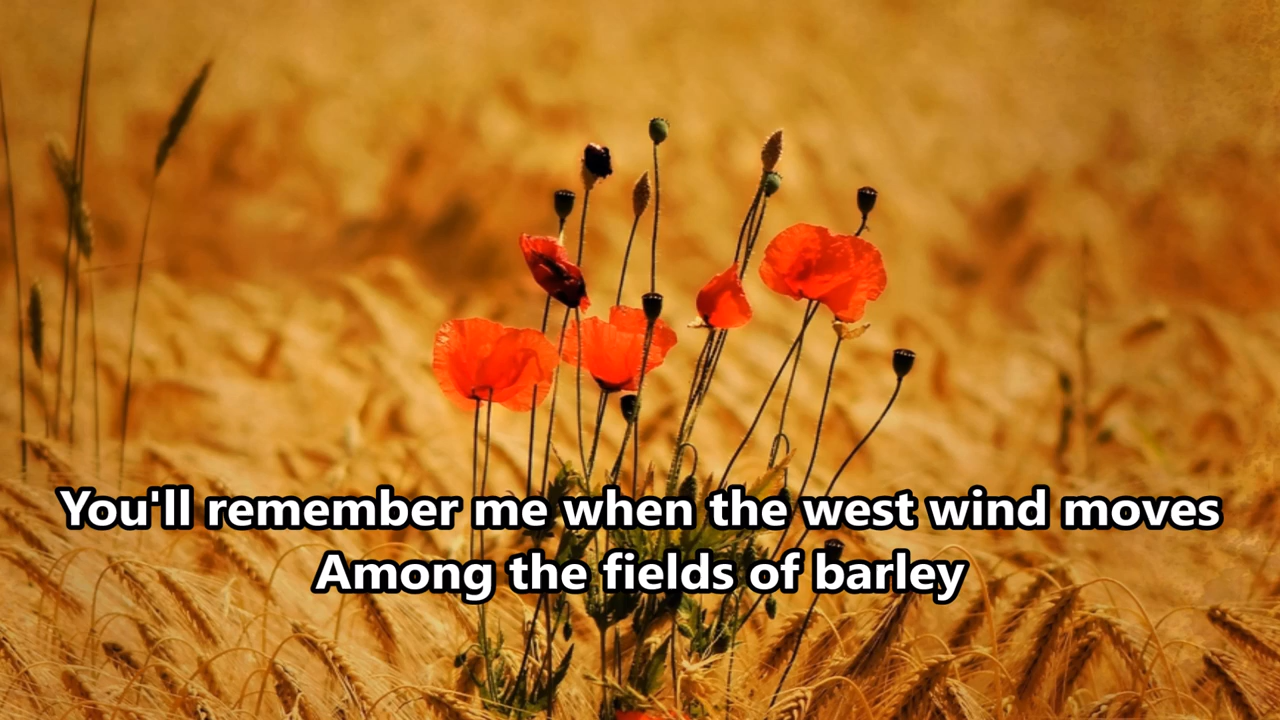 You'll remember me when the west wind moves
Among the fields of barley